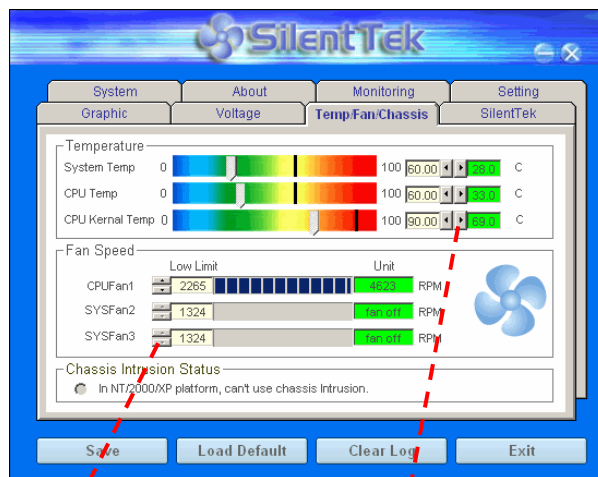 SilentTek
System About Monitoring Setting
Graphic Voltage Temp/Fan/Chassis SilentTek
Temperature
System Temp 0 100 60.00 28.0 C
CPU Temp 0 100 60.00 33.0 C
CPU Kernal Temp 0 100 90.00 69.0 C
Fan Speed
Low Limit Unit
CPUFan1 2265 4623 RPM
SYSFan2 1324 fan off RPM
SYSFan3 1324 fan off RPM
Chassis Intrusion Status
In NT/2000/XP platform, can't use chassis Intrusion.
Save Load Default Clear Log Exit